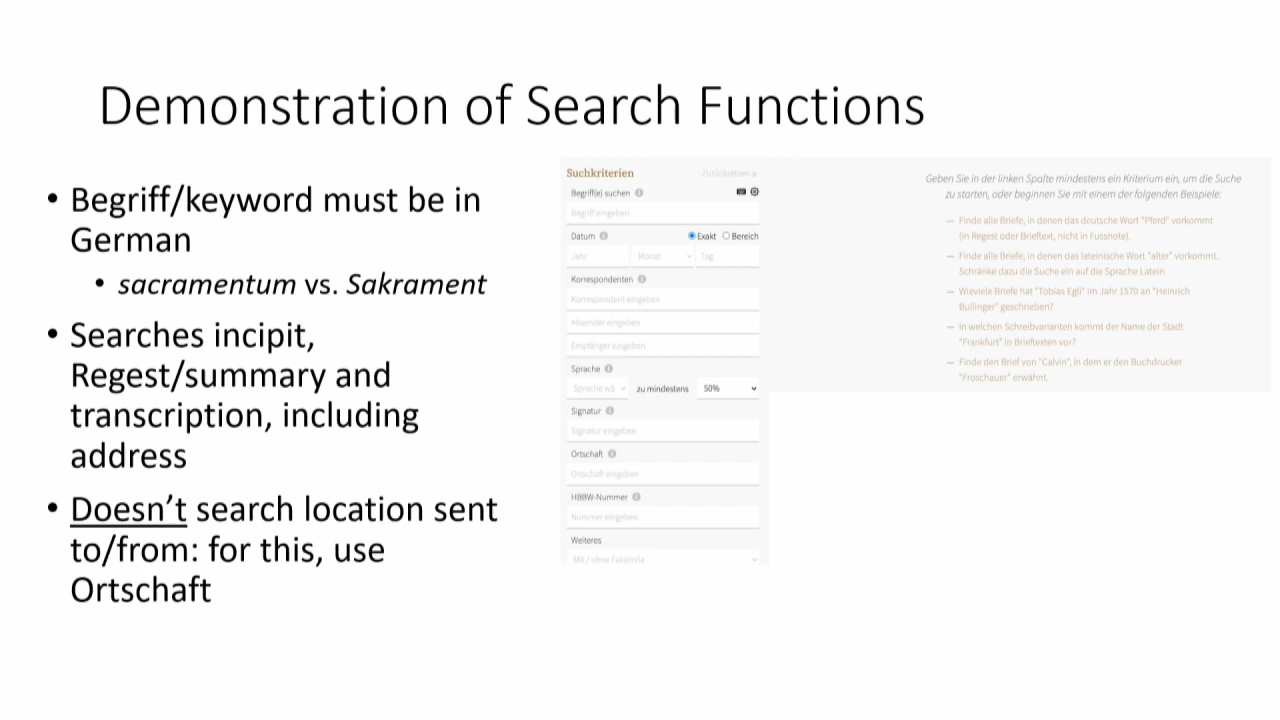 Demonstration of Search Functions
• Begriff/keyword must be in
German
• sacramentum vs. Sakrament
• Searches incipit,
Regest/summary and
transcription, including
address
• Doesn’t search location sent
to/from: for this, use
Ortschaft
Suchkriterien Zurücksetzen
Begriff(e) suchen
Begriff eingeben
Datum Exakt Bereich
Jahr Monat Tag
Korrespondenten
Korrespondent eingeben
Absender eingeben
Empfänger eingeben
Sprache
Sprache wä zu mindestens 50%
Signatur
Signatur eingeben
Ortschaft
Ortschaft eingeben
HBBW-Nummer
Nummer eingeben
Weiteres
Mit / ohne Faksimile
Geben Sie in der linken Spalte mindestens ein Kriterium ein, um die Suche
zu starten, oder beginnen Sie mit einem der folgenden Beispiele:
— Finde alle Briefe, in denen das deutsche Wort "Pferd" vorkommt
(in Regest oder Brieftext, nicht in Fussnote).
— Finde alle Briefe, in denen das lateinische Wort "alter" vorkommt.
Schränke dazu die Suche ein auf die Sprache Latein.
— Wieviele Briefe hat "Tobias Egli" im Jahr 1570 an "Heinrich
Bullinger" geschrieben?
— In welchen Schreibvarianten kommt der Name der Stadt
"Frankfurt" in Brieftexten vor?
— Finde den Brief von "Calvin", in dem er den Buchdrucker
"Froschauer" erwähnt.